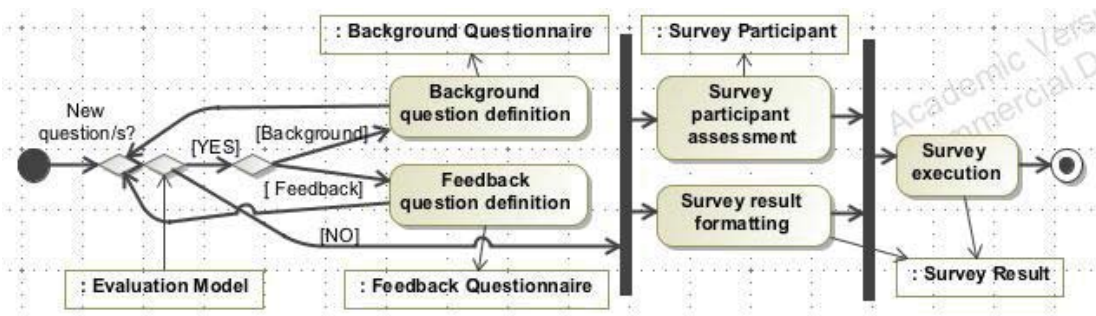 : Background Questionnaire
: Survey Participant
New
question/s?
[YES]
[Background]
[ Feedback]
[NO]
Background
question definition
Feedback
question definition
Survey
participant
assessment
Survey result
formatting
Survey
execution
: Evaluation Model
: Feedback Questionnaire
: Survey Result
Academic